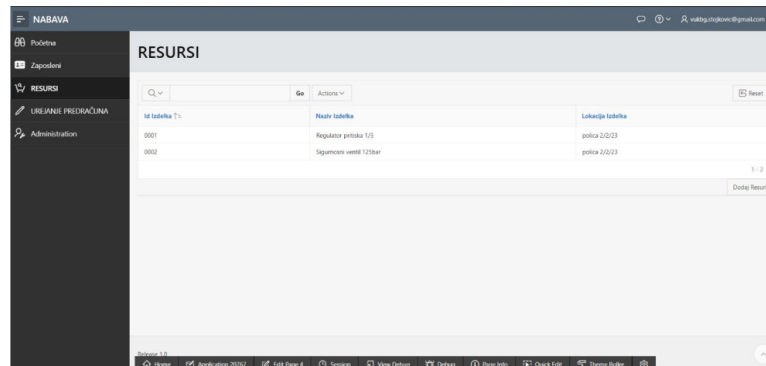 NABAVA
vukbg.stojkovic@gmail.com
Početna
Zaposleni
RESURSI
UREJANJE PREDRAČUNA
Administration
RESURSI
Go
Actions
Reset
Id Izdelka
Naziv Izdelka
Lokacija Izdelka
0001
Regulator pritiska 1/3
polica 2/2/23
0002
Sigurnosni ventil 125bar
polica 2/2/23
1 - 2
Dodaj Resurs
Release 1.0
Home
Application 20767
Edit Page 4
Session
View Debug
Debug
Page Info
Quick Edit
Theme Roller